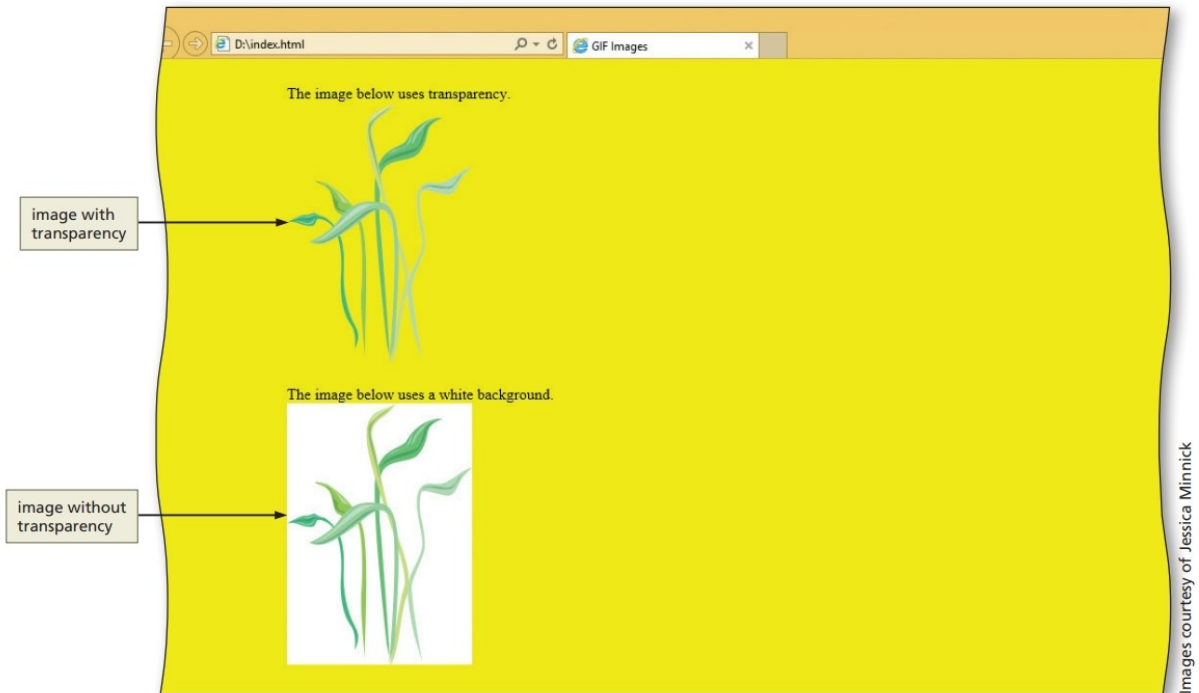 D:\index.html
GIF Images
The image below uses transparency.
image with
transparency
The image below uses a white background.
image without
transparency
Images courtesy of Jessica Minnick